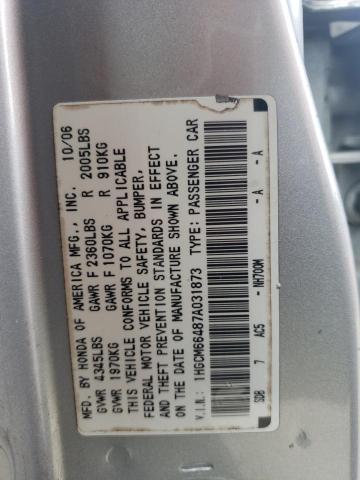 MFD. BY HONDA OF AMERICA MFG., INC. 10/06
GVWR 4345LBS GAWR F 2360LBS R 2005LBS
GVWR 1970KG GAWR F 1070KG R 910KG
THIS VEHICLE CONFORMS TO ALL APPLICABLE
FEDERAL MOTOR VEHICLE SAFETY, BUMPER,
AND THEFT PREVENTION STANDARDS IN EFFECT
ON THE DATE OF MANUFACTURE SHOWN ABOVE.
V.I.N.: 1HGCM66487A031873 TYPE: PASSENGER CAR
SDB 7 AC5 - NH700M - A - A